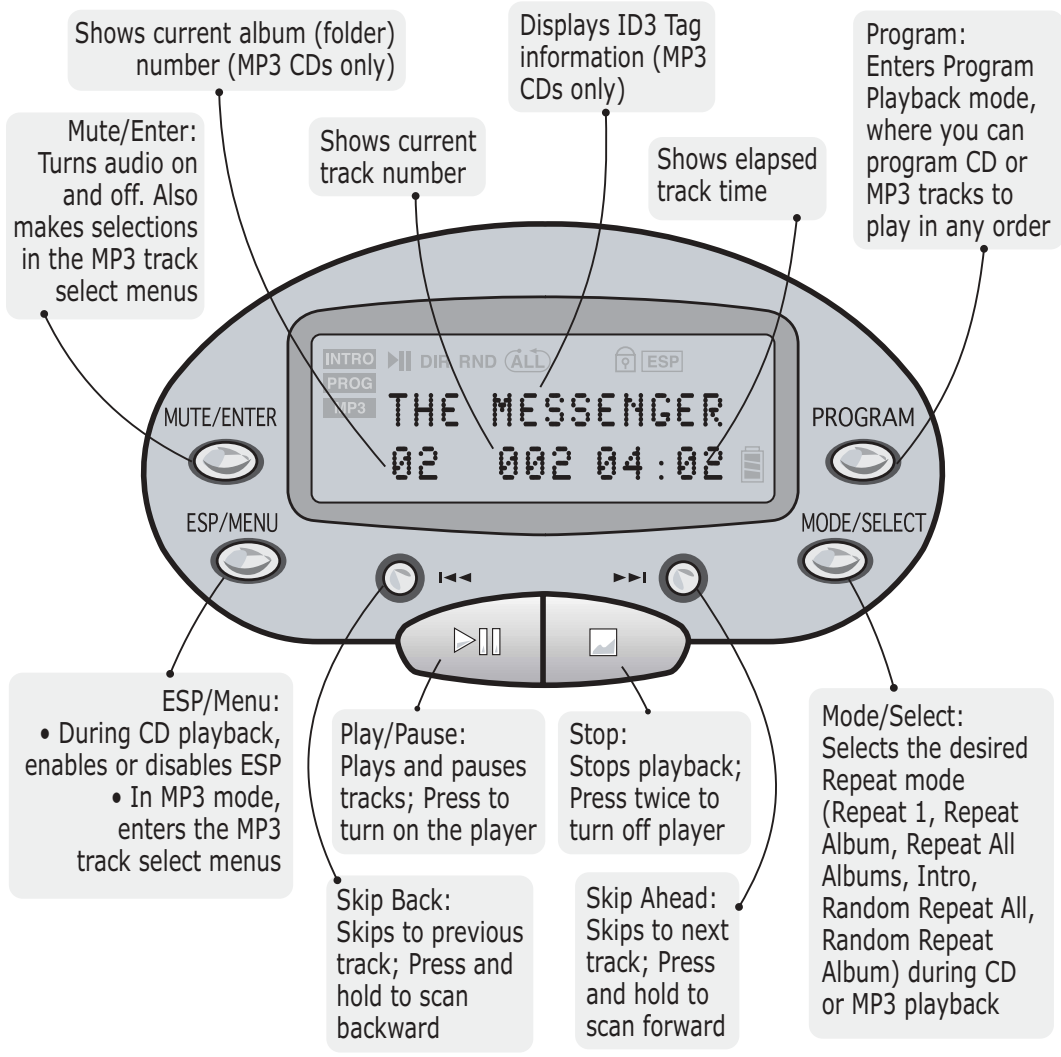 Shows current album (folder)
number (MP3 CDs only)
Displays ID3 Tag
information (MP3
CDs only)
Program:
Enters Program
Playback mode,
where you can
program CD or
MP3 tracks to
play in any order
Mute/Enter:
Turns audio on
and off. Also
makes selections
in the MP3 track
select menus
Shows current
track number
Shows elapsed
track time
INTRO DIR RND ALL ESP
PROG
MP3
THE MESSENGER
02 002 04:02
MUTE/ENTER
PROGRAM
ESP/MENU
MODE/SELECT
ESP/Menu:
• During CD playback,
enables or disables ESP
• In MP3 mode,
enters the MP3
track select menus
Play/Pause:
Plays and pauses
tracks; Press to
turn on the player
Stop:
Stops playback;
Press twice to
turn off player
Mode/Select:
Selects the desired
Repeat mode
(Repeat 1, Repeat
Album, Repeat All
Albums, Intro,
Random Repeat All,
Random Repeat
Album) during CD
or MP3 playback
Skip Back:
Skips to previous
track; Press and
hold to scan
backward
Skip Ahead:
Skips to next
track; Press
and hold to
scan forward